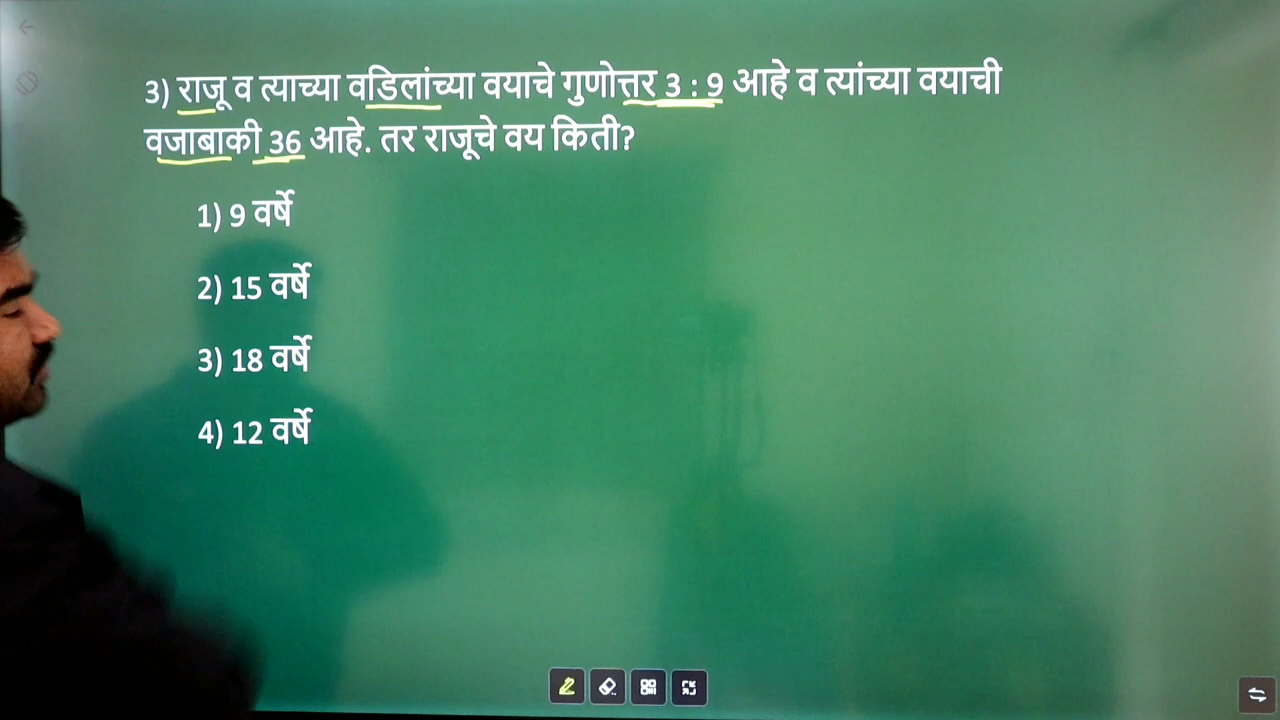 3) राजू व त्याच्या वडिलांच्या वयाचे गुणोत्तर 3 : 9 आहे व त्यांच्या वयाची
वजाबाकी 36 आहे. तर राजूचे वय किती?
1) 9 वर्षे
2) 15 वर्षे
3) 18 वर्षे
4) 12 वर्षे